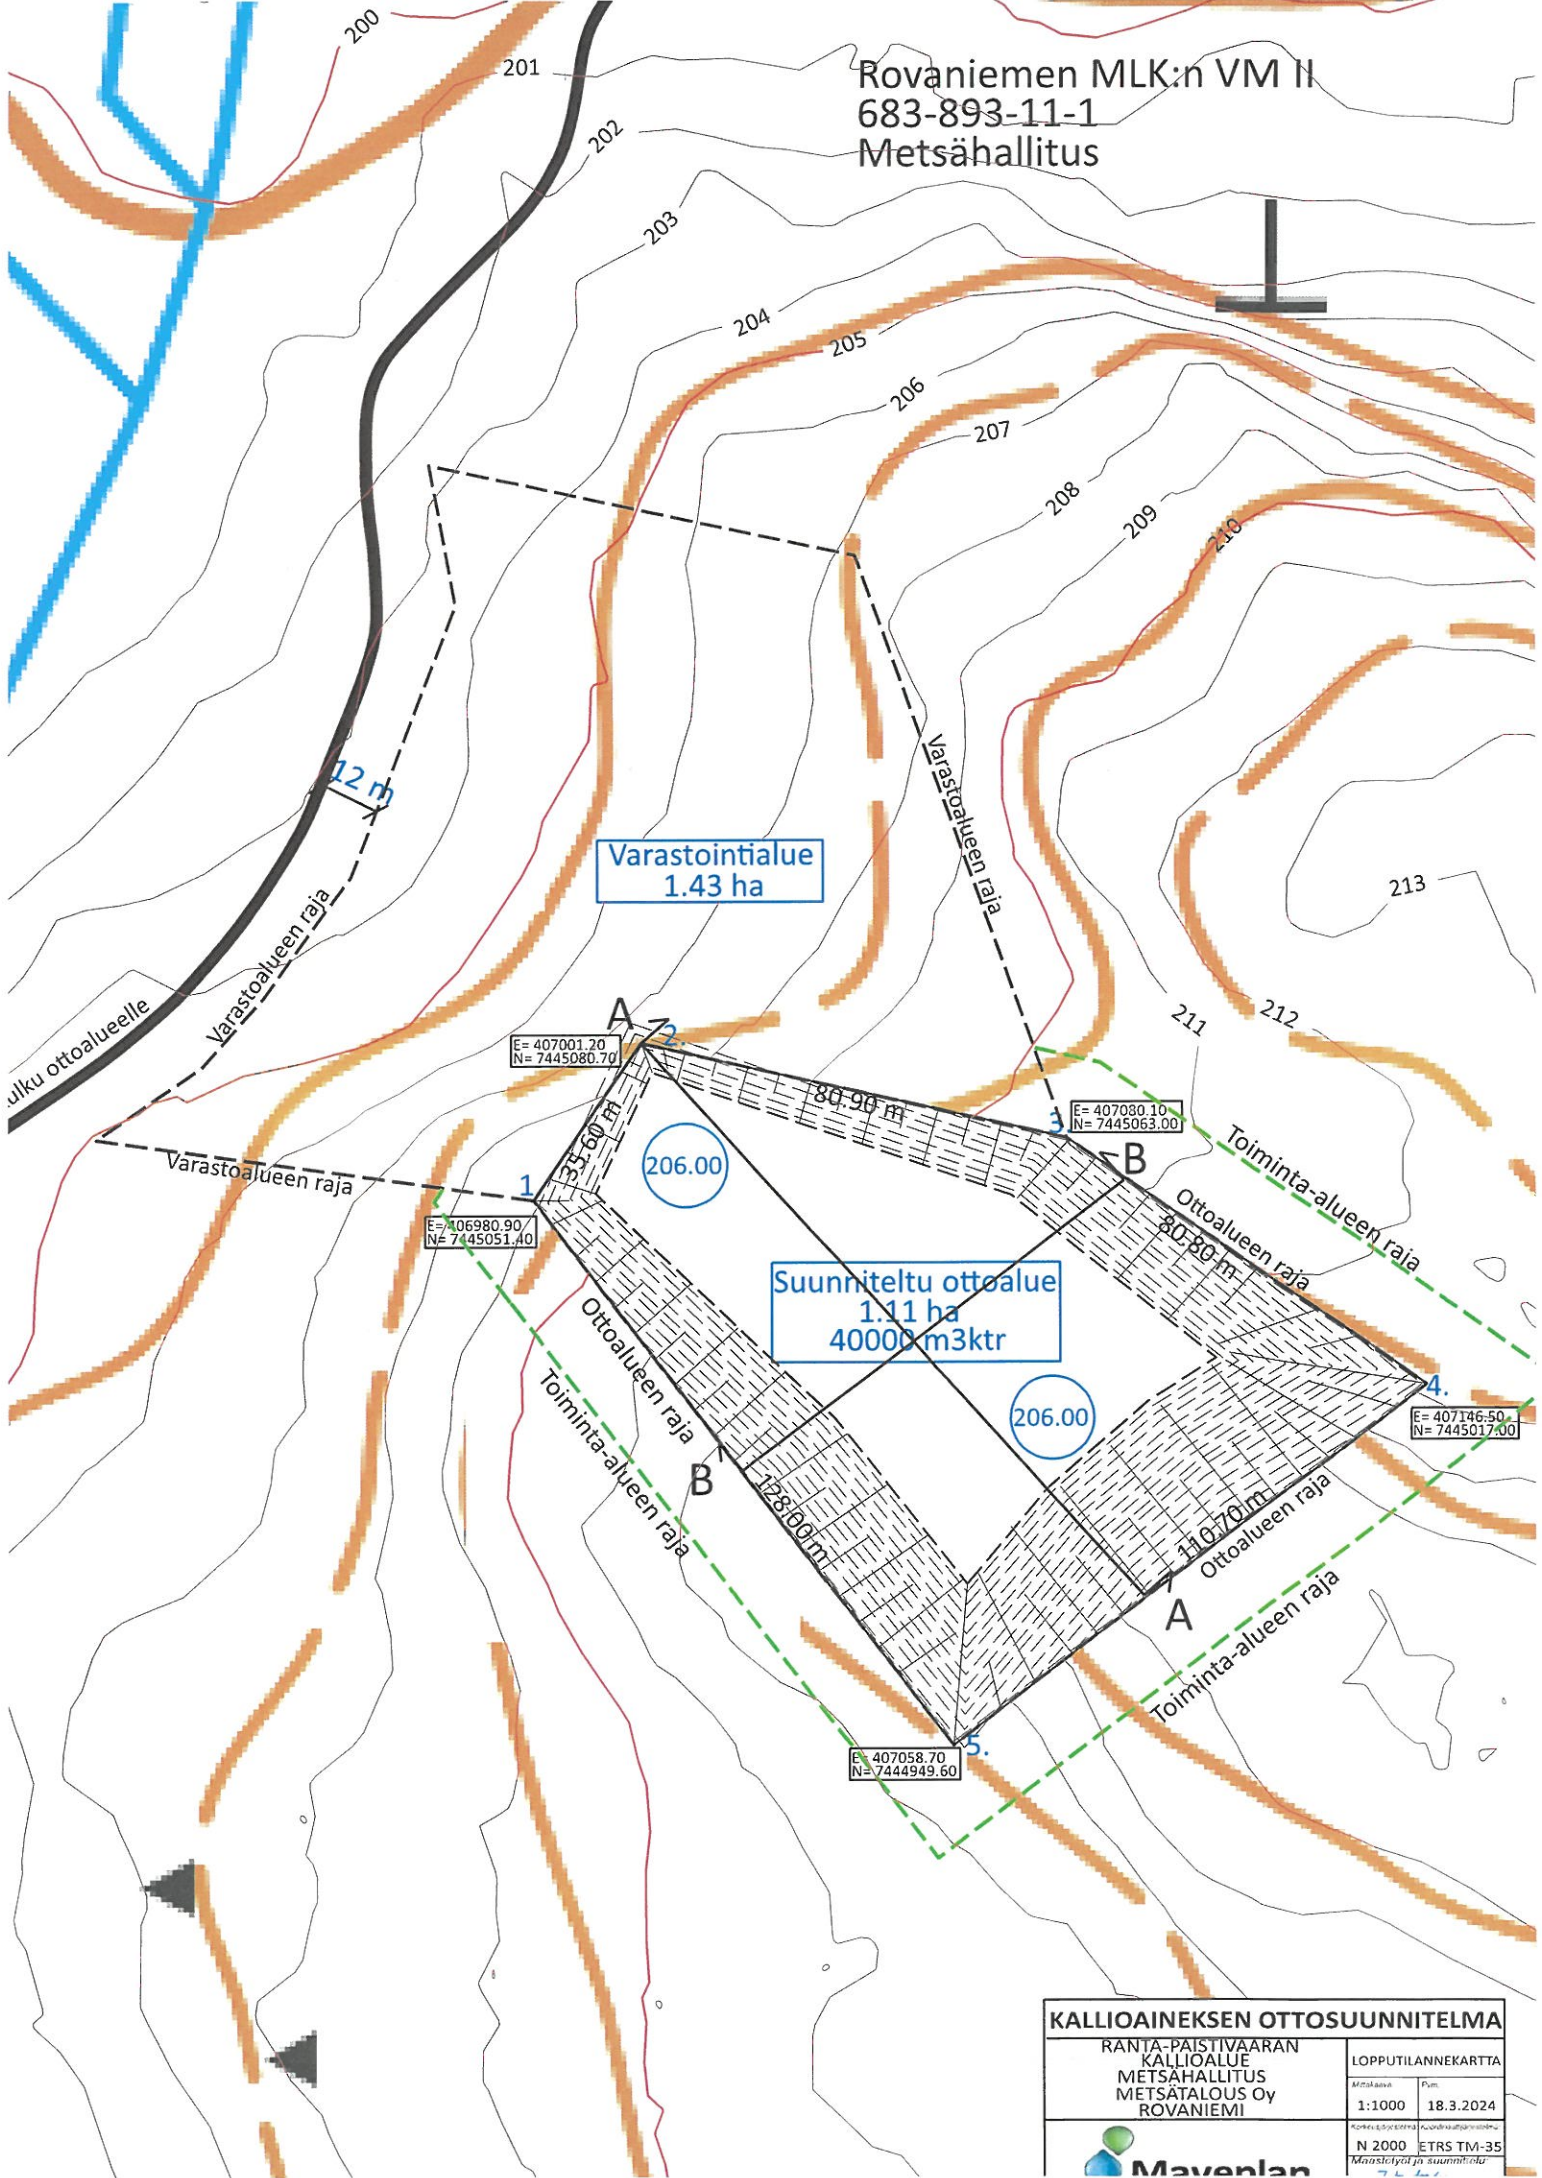 200
201
202
203
204
205
206
207
208
209
210
211
212
213
Rovaniemen MLK:n VM II
683-893-11-1
Metsähallitus
12 m
Varastoalueen raja
Varastoalueen raja
Varastoalueen raja
ulku ottoalueelle
Varastointialue
1.43 ha
A
2.
E= 407001.20
N= 7445080.70
80.90 m
35.60 m
206.00
3.
E= 407080.10
N= 7445063.00
B
Toiminta-alueen raja
Ottoalueen raja
80.80 m
1
E= 406980.90
N= 7445051.40
Suunniteltu ottoalue
1.11 ha
40000 m3ktr
Ottoalueen raja
Toiminta-alueen raja
4.
E= 407146.50
N= 7445017.00
206.00
B
128.00 m
110.70 m
Ottoalueen raja
A
Toiminta-alueen raja
5.
E= 407058.70
N= 7444949.60
KALLIOAINEKSEN OTTOSUUNNITELMA
RANTA-PAISTIVAARAN
KALLIOALUE
METSÄHALLITUS
METSÄTALOUS Oy
ROVANIEMI
LOPPUTILANNEKARTTA
Mittakaava
Pvm.
1:1000
18.3.2024
N 2000
ETRS TM-35
Maastotyöt ja suunnittelu:
Mavenplan